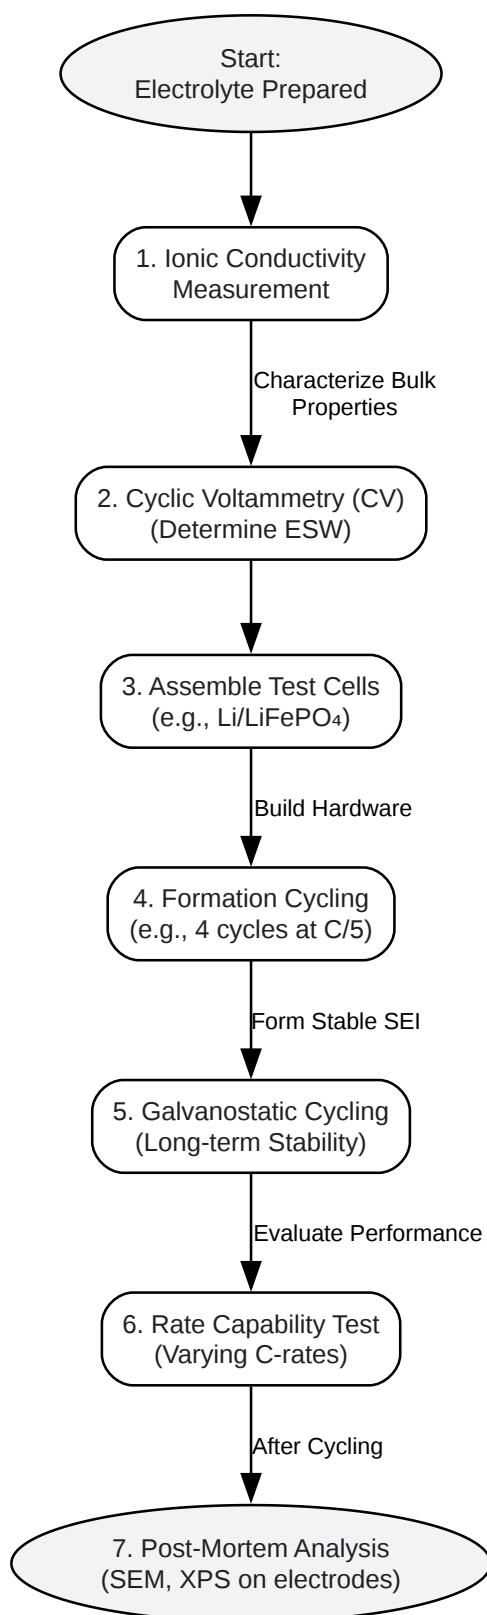 Start:
Electrolyte Prepared
1. Ionic Conductivity
Measurement
Characterize Bulk
Properties
2. Cyclic Voltammetry (CV)
(Determine ESW)
3. Assemble Test Cells
(e.g., Li/LiFePO₄)
Build Hardware
4. Formation Cycling
(e.g., 4 cycles at C/5)
Form Stable SEI
5. Galvanostatic Cycling
(Long-term Stability)
Evaluate Performance
6. Rate Capability Test
(Varying C-rates)
After Cycling
7. Post-Mortem Analysis
(SEM, XPS on electrodes)